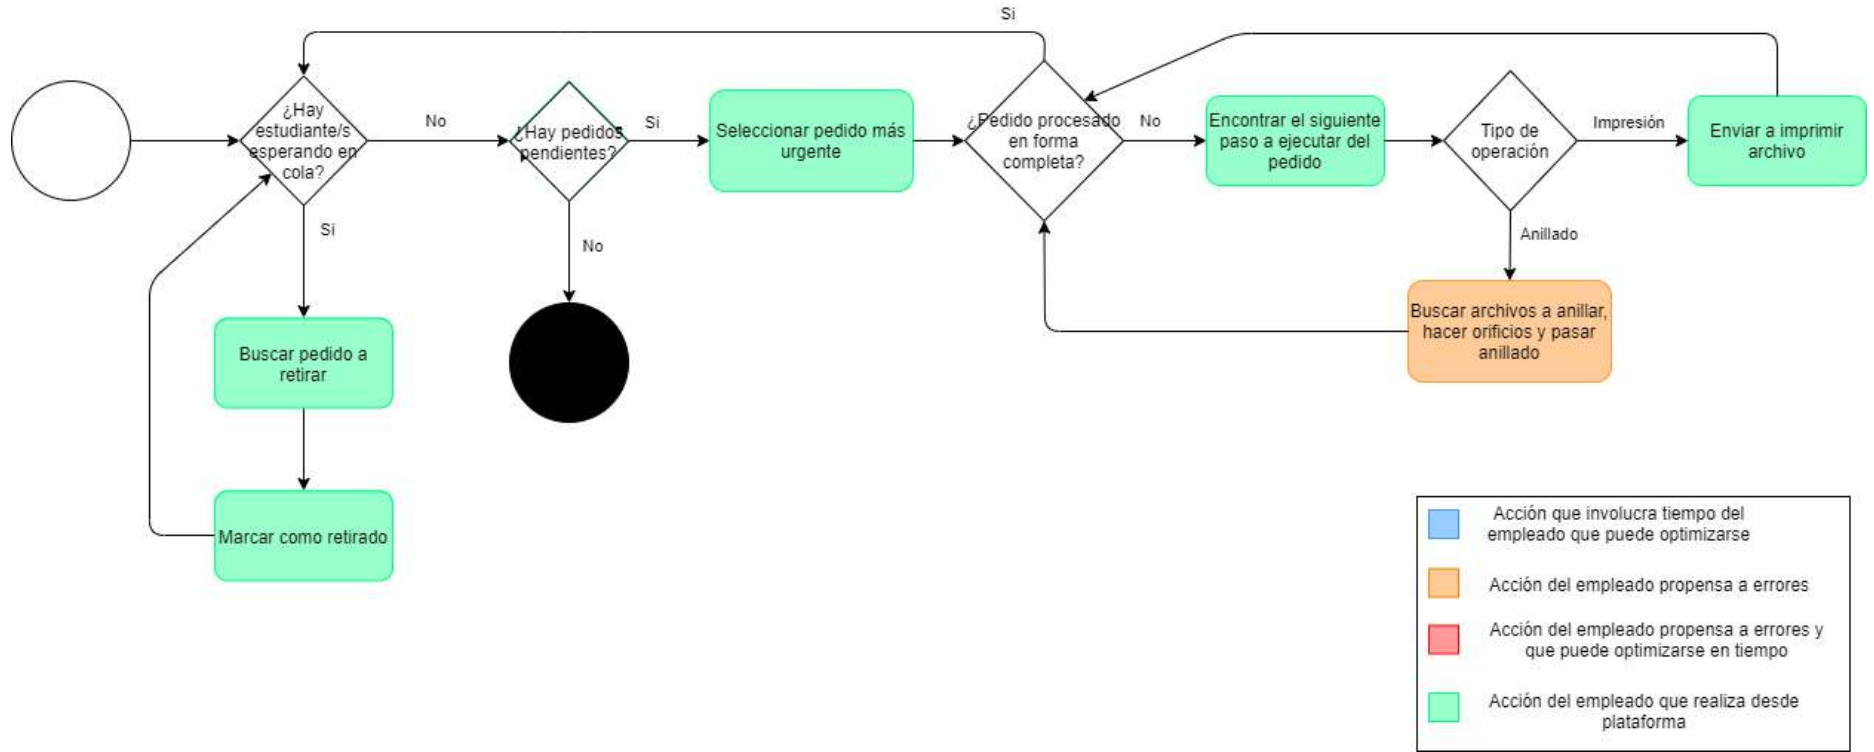 Si
¿Hay
estudiante/s
esperando en
cola?
No
¿Hay pedidos
pendientes?
Si
Seleccionar pedido más
urgente
¿Pedido procesado
en forma
completa?
No
Encontrar el siguiente
paso a ejecutar del
pedido
Tipo de
operación
Impresión
Enviar a imprimir
archivo
Si
No
Anillado
Buscar archivos a anillar,
hacer orificios y pasar
anillado
Buscar pedido a
retirar
Marcar como retirado
Acción que involucra tiempo del
empleado que puede optimizarse
Acción del empleado propensa a errores
Acción del empleado propensa a errores y
que puede optimizarse en tiempo
Acción del empleado que realiza desde
plataforma